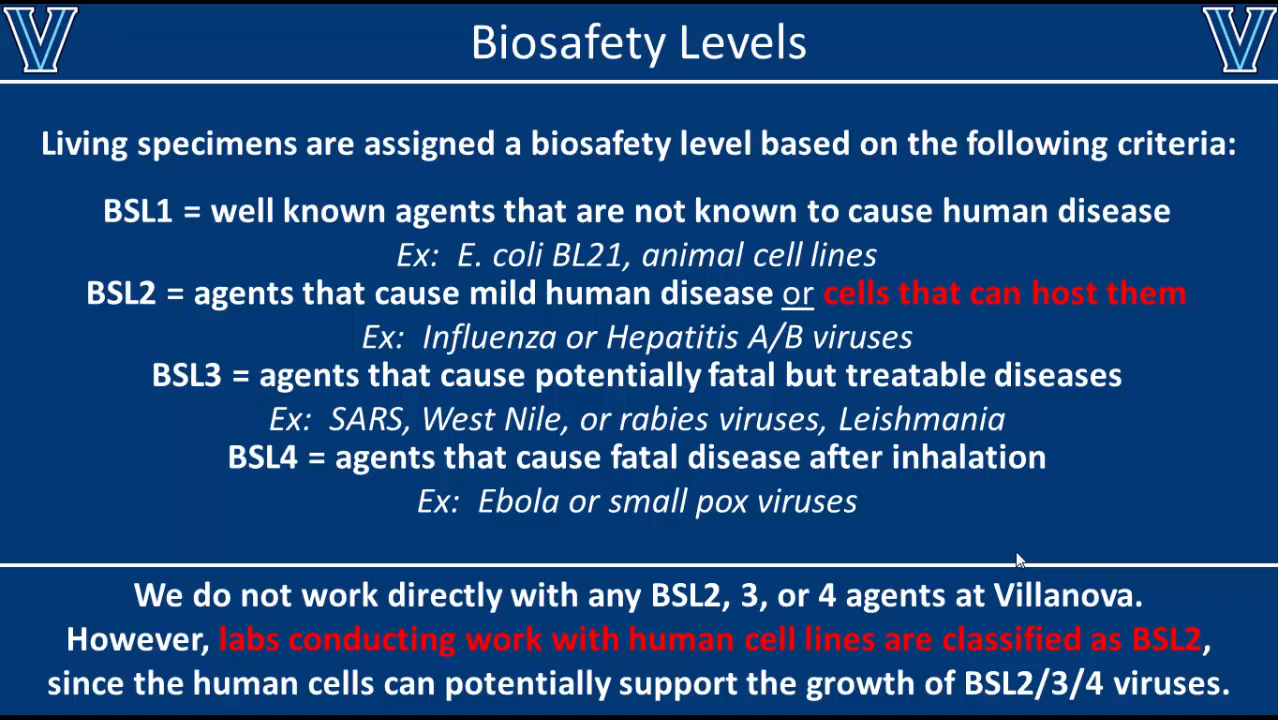 V
Biosafety Levels
V
Living specimens are assigned a biosafety level based on the following criteria:
BSL1 = well known agents that are not known to cause human disease
Ex:  E. coli BL21, animal cell lines
BSL2 = agents that cause mild human disease or cells that can host them
Ex:  Influenza or Hepatitis A/B viruses
BSL3 = agents that cause potentially fatal but treatable diseases
Ex:  SARS, West Nile, or rabies viruses, Leishmania
BSL4 = agents that cause fatal disease after inhalation
Ex:  Ebola or small pox viruses
We do not work directly with any BSL2, 3, or 4 agents at Villanova.
However, labs conducting work with human cell lines are classified as BSL2,
since the human cells can potentially support the growth of BSL2/3/4 viruses.